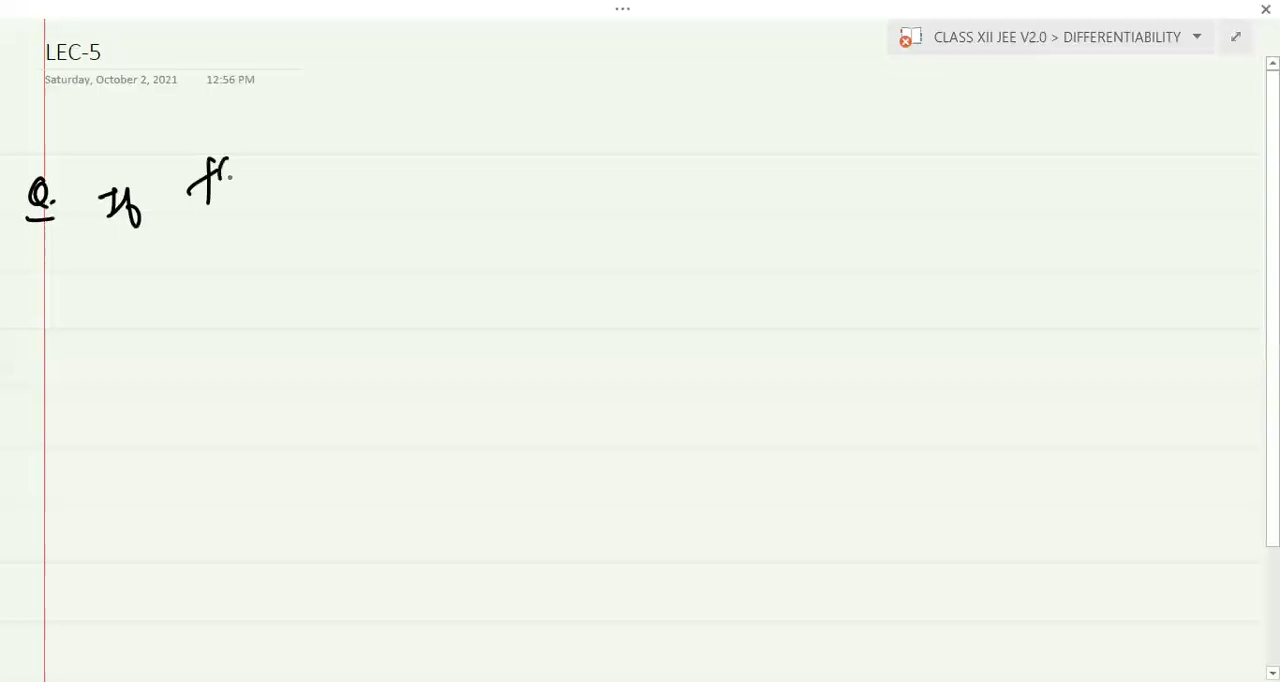 LEC-5
CLASS XII JEE V2.0 > DIFFERENTIABILITY
Saturday, October 2, 2021 12:56 PM
Q. If f(